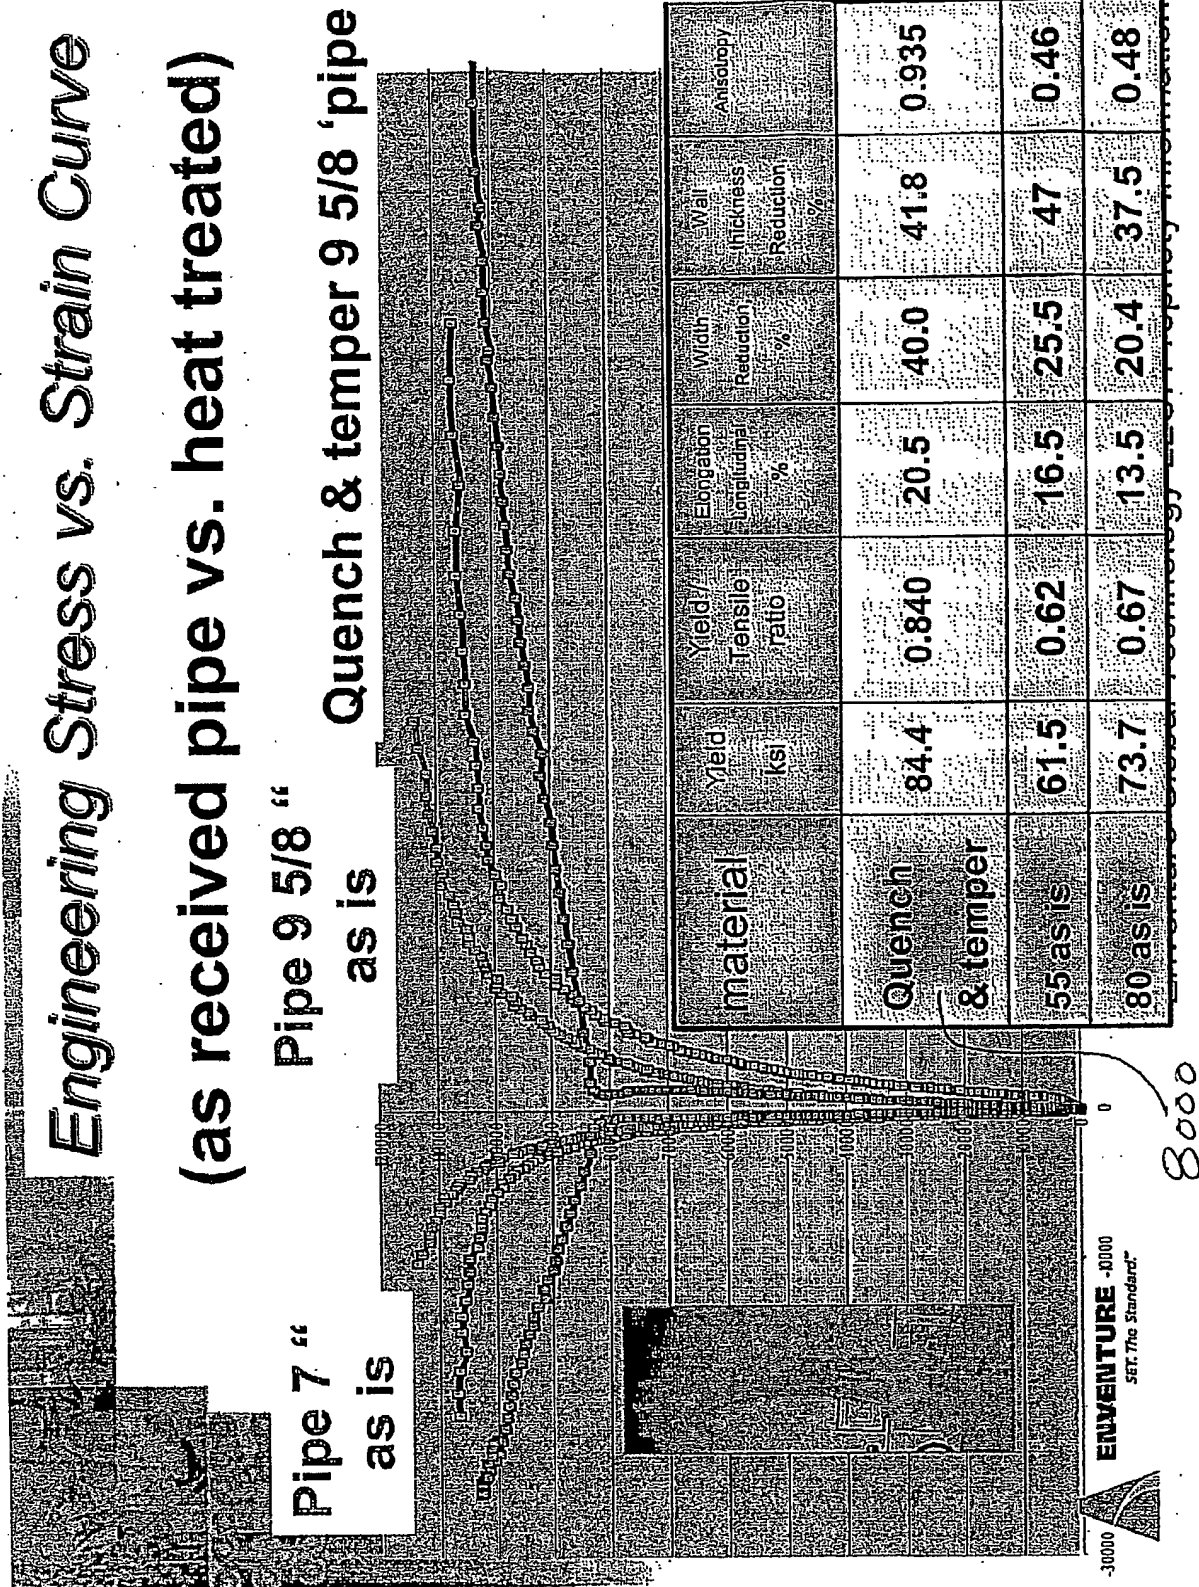 Engineering Stress vs. Strain Curve
(as received pipe vs. heat treated)
Pipe 7 “
as is
Pipe 9 5/8 “
as is
Quench & temper 9 5/8 ‘pipe
material
Yield
ksi
Yield /
Tensile
ratio
Elongation
Longitudinal
%
Width
Reduction
%
Wall
thickness
Reduction
%
Anisotropy
Quench
& temper
84.4
0.840
20.5
40.0
41.8
0.935
55 as is
61.5
0.62
16.5
25.5
47
0.46
80 as is
73.7
0.67
13.5
20.4
37.5
0.48
-30000
-10000
0
ENVENTURE
SET. The Standard.™
8000